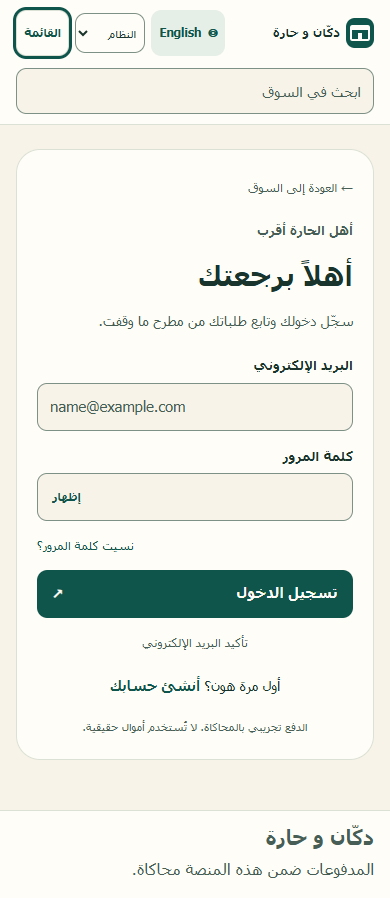 دكّان و حارة
English
النظام
القائمة
ابحث في السوق
← العودة إلى السوق
أهل الحارة أقرب
أهلاً برجعتك
سجّل دخولك وتابع طلباتك من مطرح ما وقفت.
البريد الإلكتروني
name@example.com
كلمة المرور
إظهار
نسيت كلمة المرور؟
تسجيل الدخول ↗
تأكيد البريد الإلكتروني
أول مرة هون؟ أنشئ حسابك
الدفع تجريبي بالمحاكاة، لا تُستخدم أموال حقيقية.
دكّان و حارة
المدفوعات ضمن هذه المنصة محاكاة.